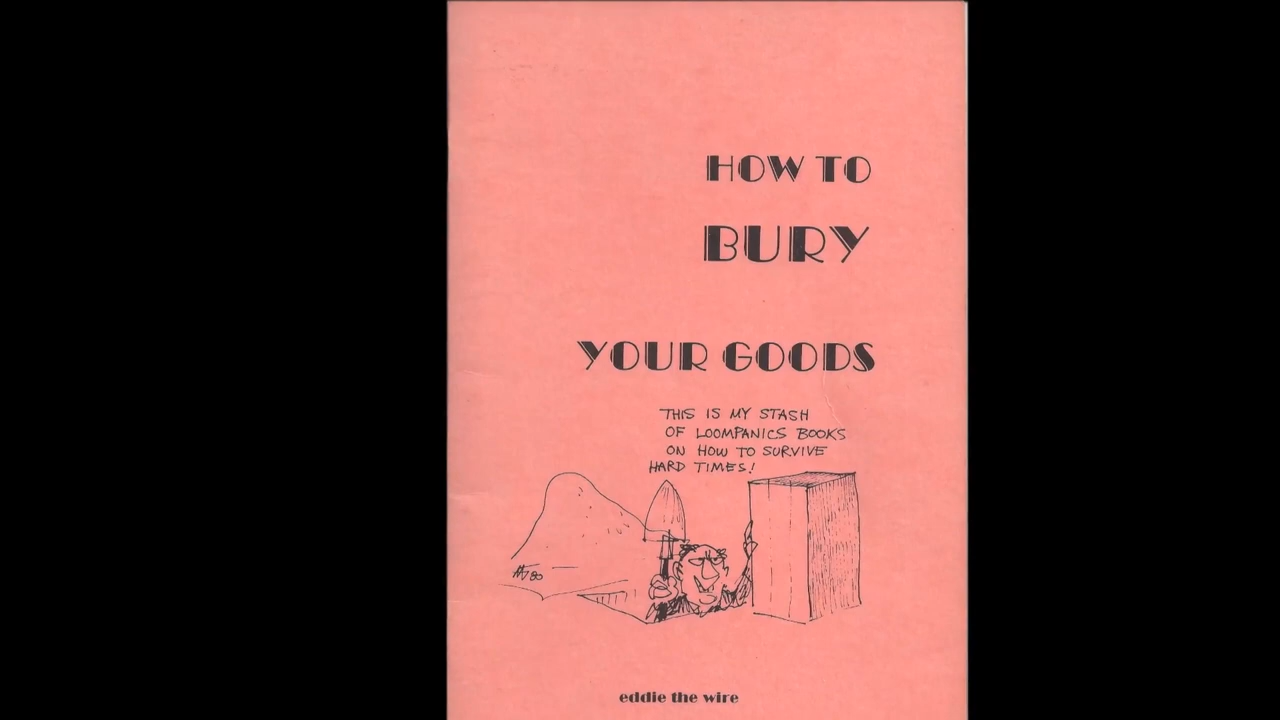 HOW TO
BURY
YOUR GOODS
THIS IS MY STASH
OF LOOMPANICS BOOKS
ON HOW TO SURVIVE
HARD TIMES!
eddie the wire